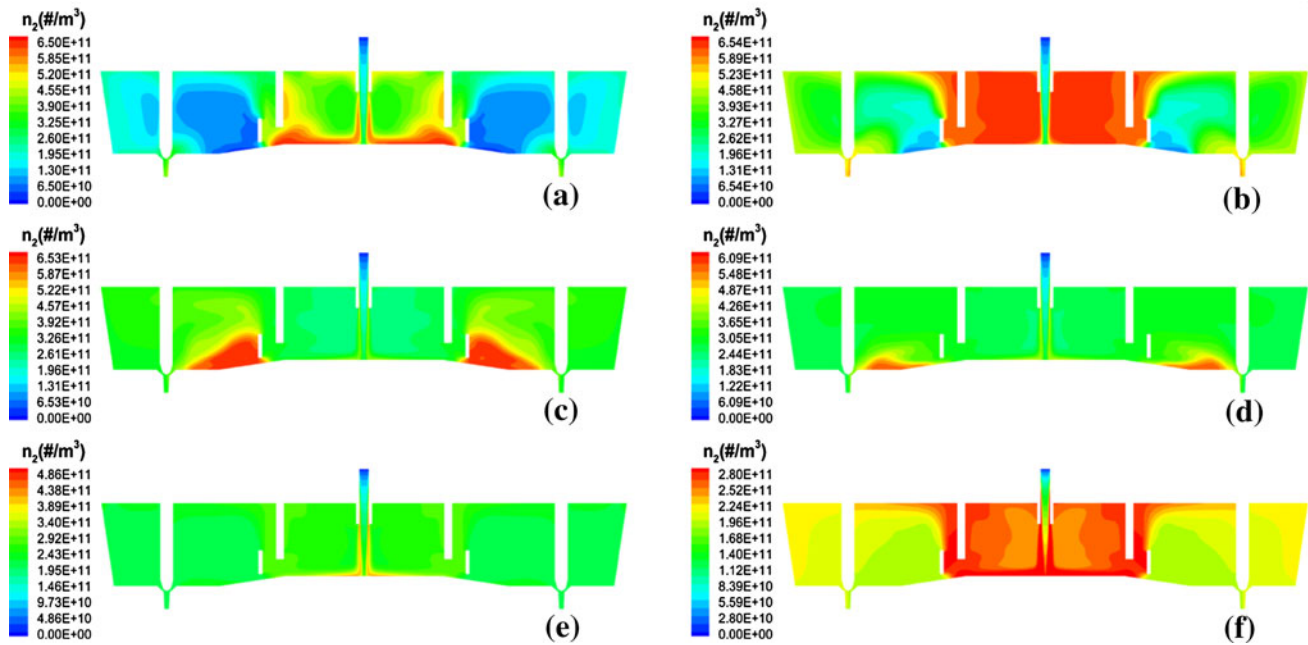 n₂(#/m³)
6.50E+11
5.85E+11
5.20E+11
4.55E+11
3.90E+11
3.25E+11
2.60E+11
1.95E+11
1.30E+11
6.50E+10
0.00E+00
(a)
n₂(#/m³)
6.54E+11
5.89E+11
5.23E+11
4.58E+11
3.93E+11
3.27E+11
2.62E+11
1.96E+11
1.31E+11
6.54E+10
0.00E+00
(b)
n₂(#/m³)
6.53E+11
5.87E+11
5.22E+11
4.57E+11
3.92E+11
3.26E+11
2.61E+11
1.96E+11
1.31E+11
6.53E+10
0.00E+00
(c)
n₂(#/m³)
6.09E+11
5.48E+11
4.87E+11
4.26E+11
3.65E+11
3.05E+11
2.44E+11
1.83E+11
1.22E+11
6.09E+10
0.00E+00
(d)
n₂(#/m³)
4.86E+11
4.38E+11
3.89E+11
3.40E+11
2.92E+11
2.43E+11
1.95E+11
1.46E+11
9.73E+10
4.86E+10
0.00E+00
(e)
n₂(#/m³)
2.80E+11
2.52E+11
2.24E+11
1.96E+11
1.68E+11
1.40E+11
1.12E+11
8.39E+10
5.59E+10
2.80E+10
0.00E+00
(f)